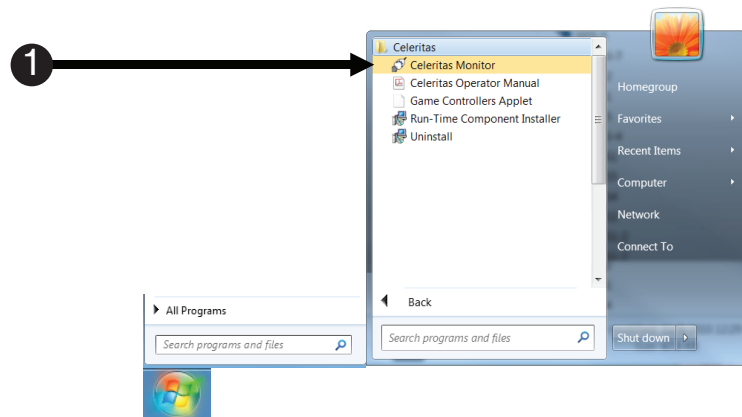 1
Celeritas
Celeritas Monitor
Celeritas Operator Manual
Game Controllers Applet
Run-Time Component Installer
Uninstall
Back
Search programs and files
Homegroup
Favorites
Recent Items
Computer
Network
Connect To
Shut down
All Programs
Search programs and files